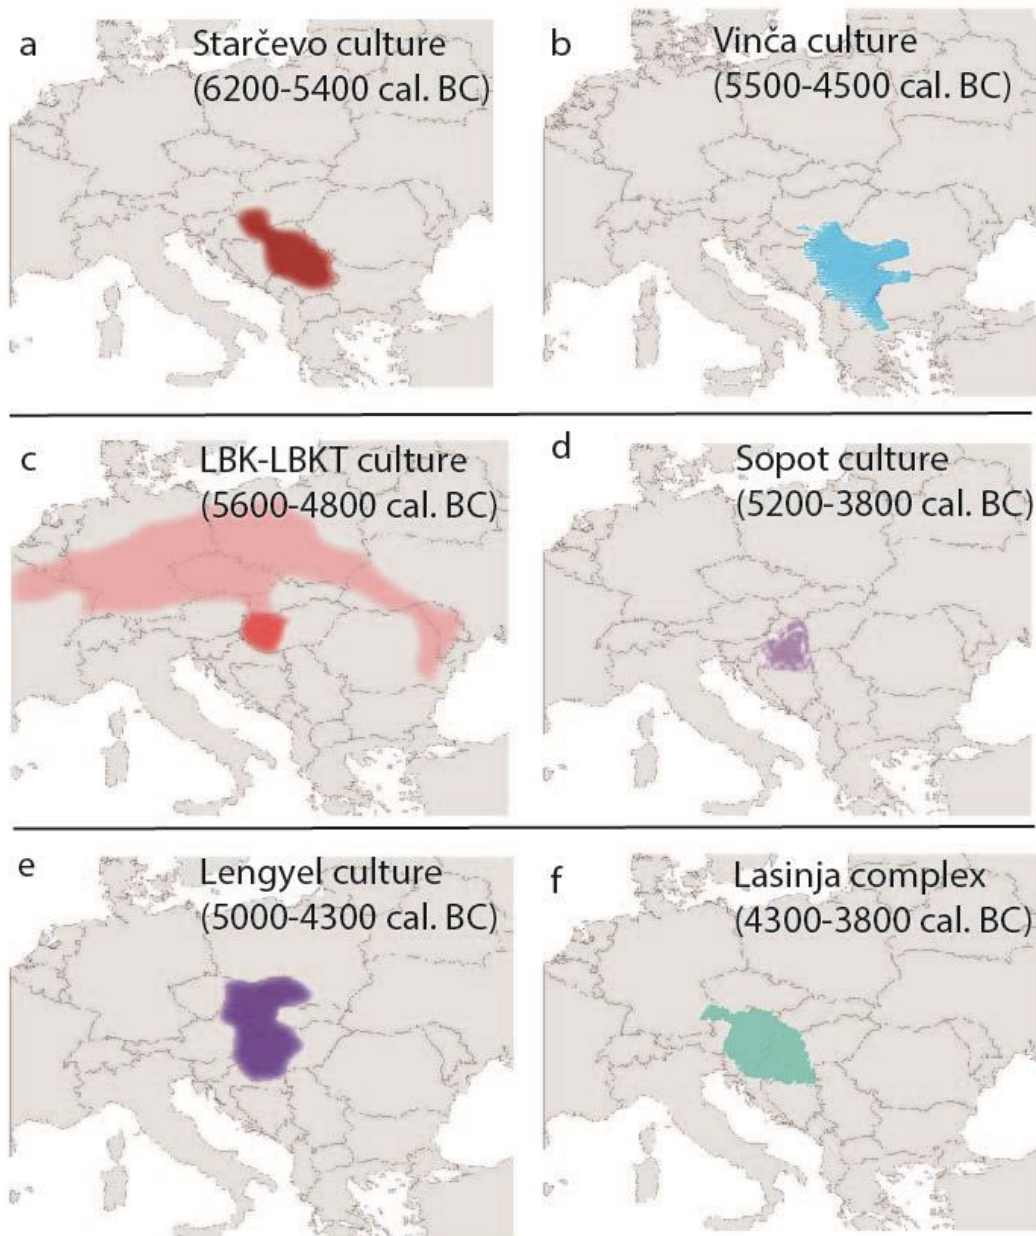 a
Starčevo culture
(6200-5400 cal. BC)
b
Vinča culture
(5500-4500 cal. BC)
c
LBK-LBKT culture
(5600-4800 cal. BC)
d
Sopot culture
(5200-3800 cal. BC)
e
Lengyel culture
(5000-4300 cal. BC)
f
Lasinja complex
(4300-3800 cal. BC)